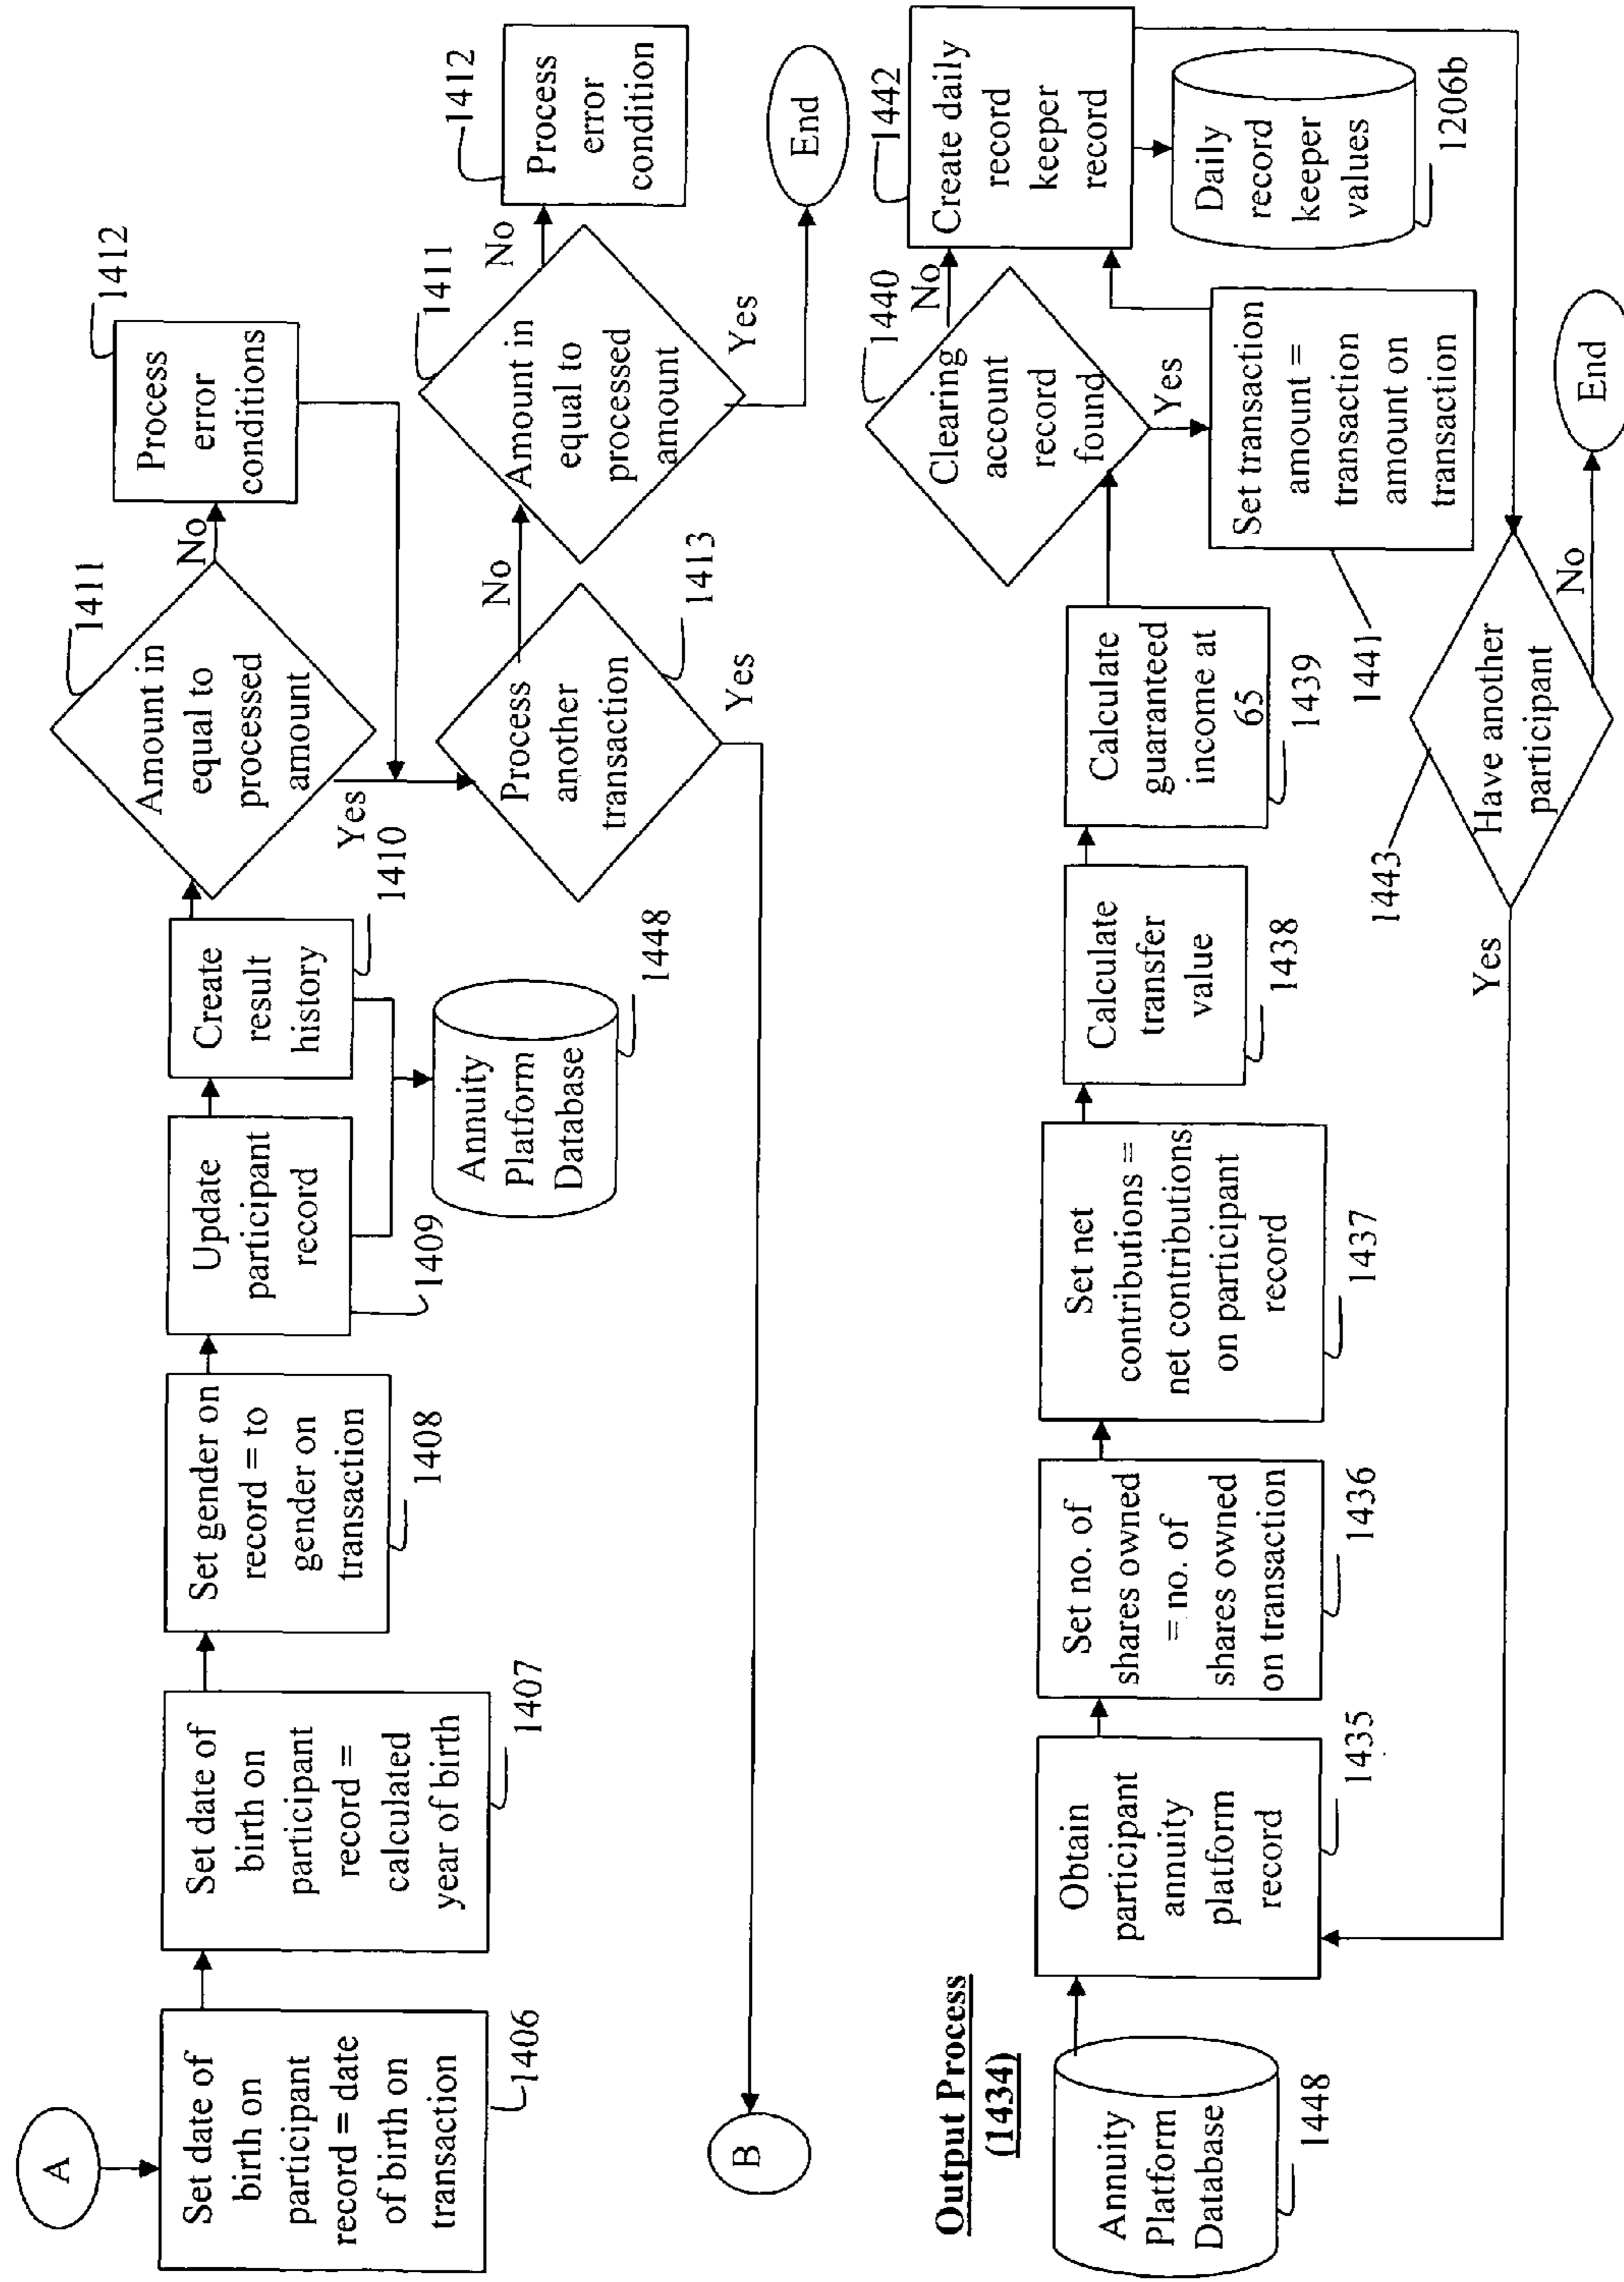 A
Set date of
birth on
participant
record = date
of birth on
transaction
1406
Set date of
birth on
participant
record =
calculated
year of birth
1407
Set gender on
record = to
gender on
transaction
1408
Update
participant
record
1409
Create
result
history
1410
Annuity
Platform
Database
1448
Amount in
equal to
processed
amount
1411
No
Yes
Process
error
conditions
1412
Process
another
transaction
1413
No
Yes
Amount in
equal to
processed
amount
1411
No
Yes
Process
error
condition
1412
End
B
Output Process
(1434)
Annuity
Platform
Database
1448
Obtain
participant
annuity
platform
record
1435
Set no. of
shares owned
= no. of
shares owned
on transaction
1436
Set net
contributions =
net contributions
on participant
record
1437
Calculate
transfer
value
1438
Calculate
guaranteed
income at
65
1439
Clearing
account
record
found
1440
No
Yes
Set transaction
amount =
transaction
amount on
transaction
1441
Create daily
record
keeper
record
1442
Daily
record
keeper
values
1206b
Have another
participant
1443
Yes
No
End